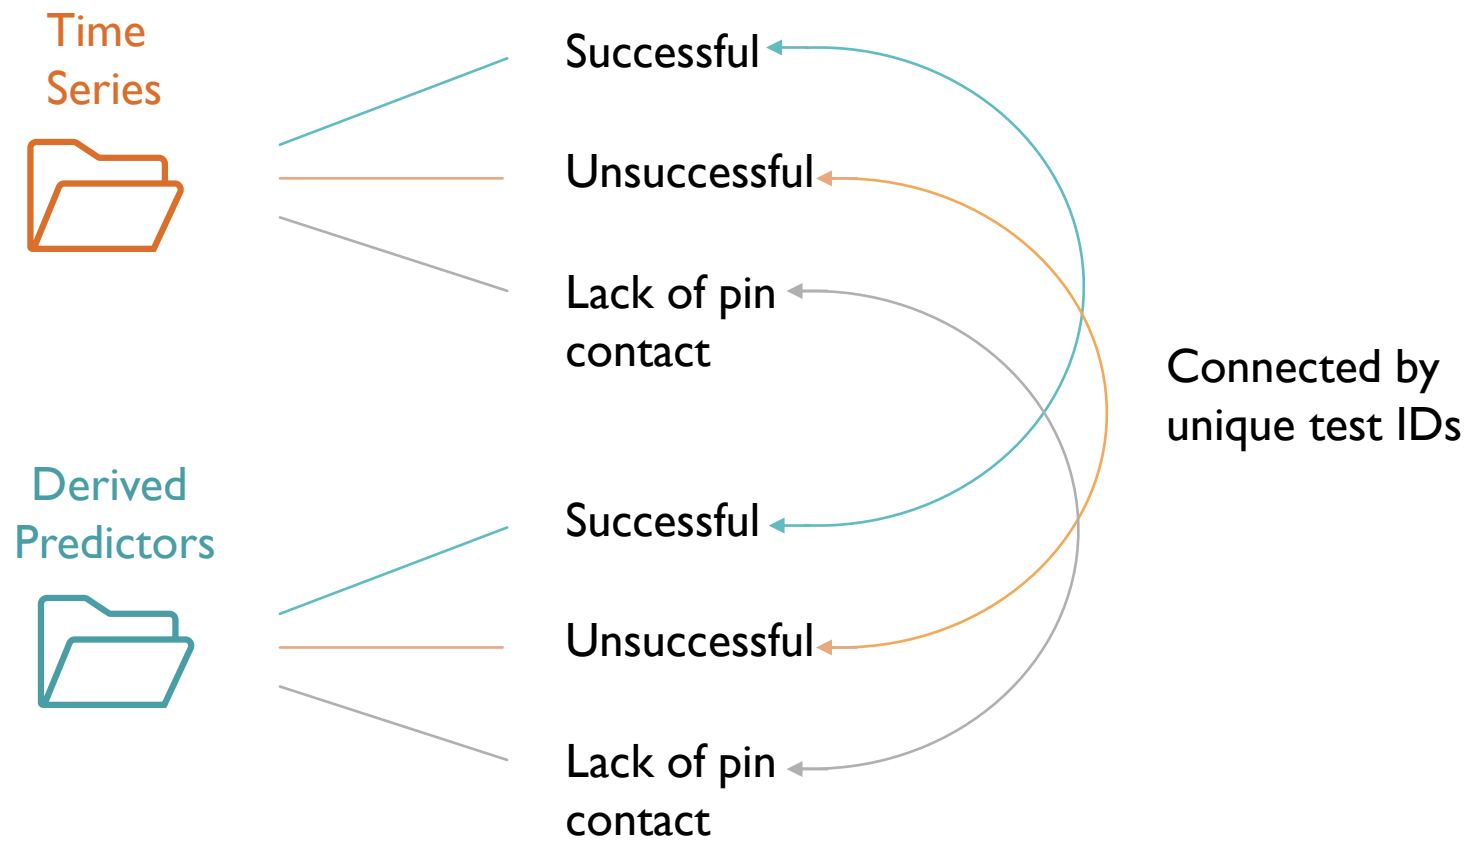 Time
Series
Successful
Unsuccessful
Lack of pin
contact
Connected by
unique test IDs
Derived
Predictors
Successful
Unsuccessful
Lack of pin
contact